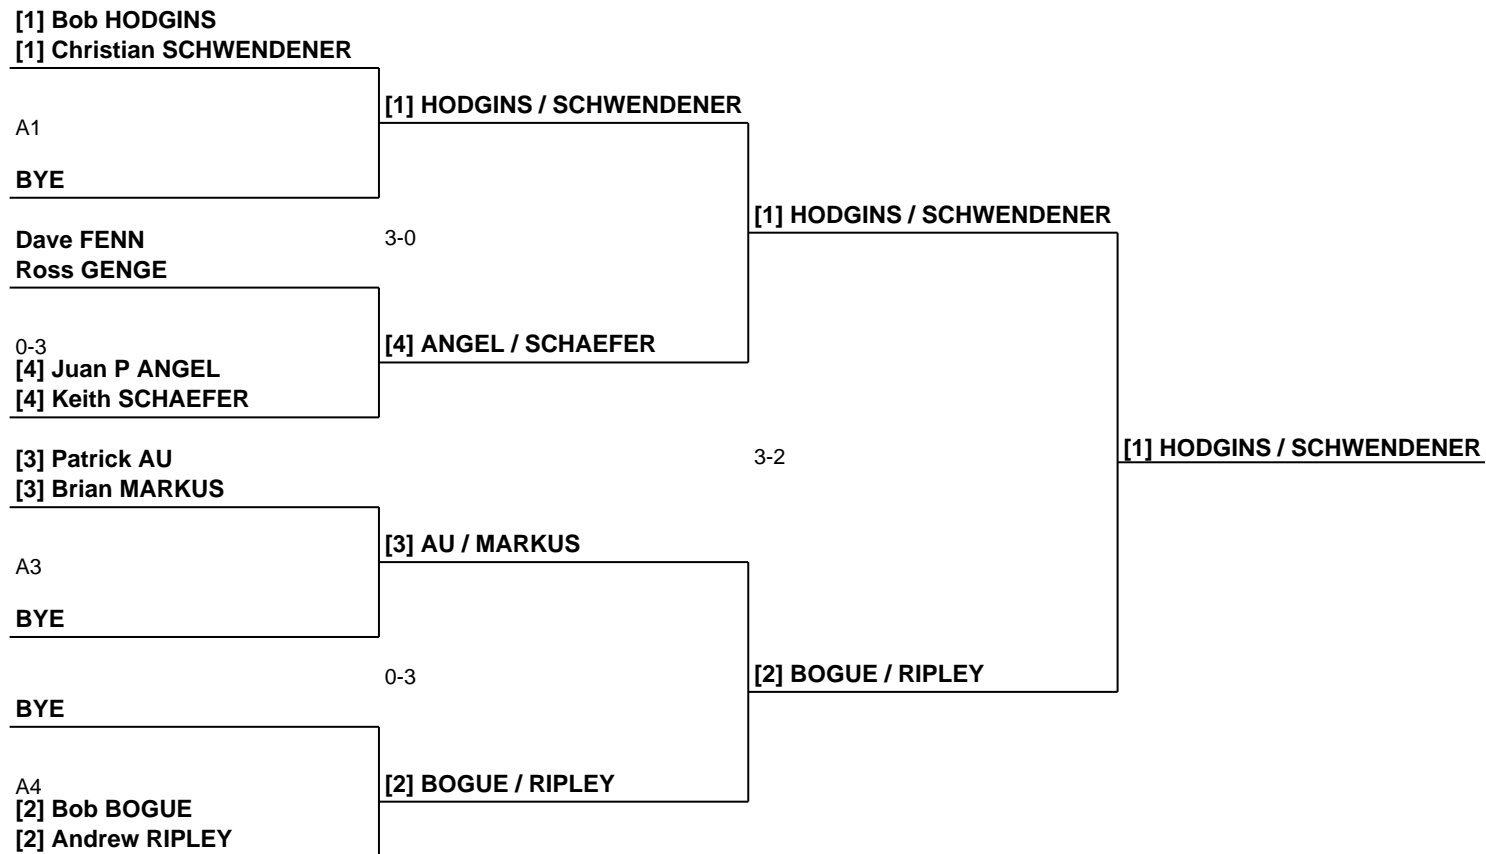 [1] Bob HODGINS
[1] Christian SCHWENDENER
[1] HODGINS / SCHWENDENER
A1
BYE
[1] HODGINS / SCHWENDENER
Dave FENN
3-0
Ross GENGE
0-3
[4] ANGEL / SCHAEFER
[4] Juan P ANGEL
[4] Keith SCHAEFER
[3] Patrick AU
3-2
[1] HODGINS / SCHWENDENER
[3] Brian MARKUS
[3] AU / MARKUS
A3
BYE
0-3
[2] BOGUE / RIPLEY
BYE
A4
[2] BOGUE / RIPLEY
[2] Bob BOGUE
[2] Andrew RIPLEY